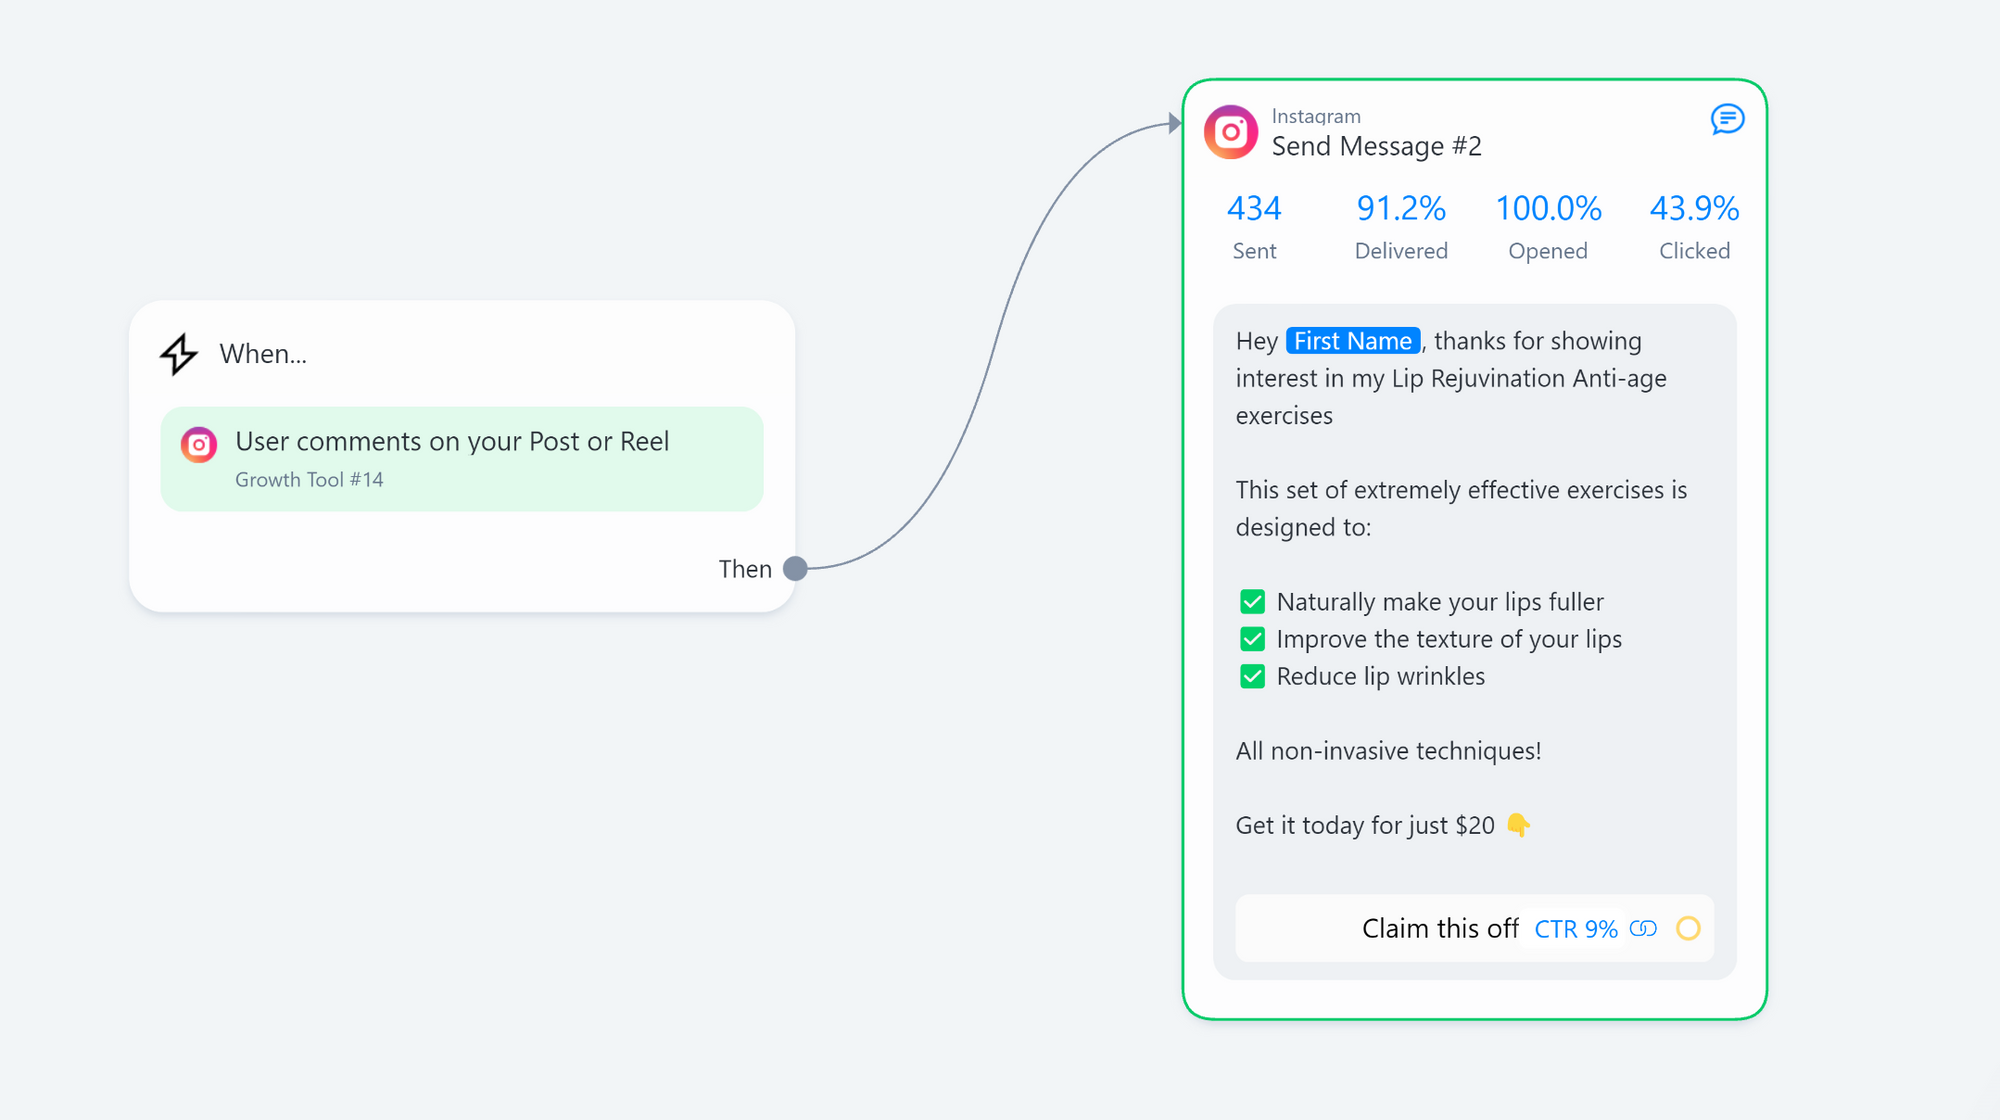 When...
User comments on your Post or Reel
Growth Tool #14
Then
Instagram
Send Message #2
434 91.2% 100.0% 43.9%
Sent Delivered Opened Clicked
Hey First Name, thanks for showing
interest in my Lip Rejuvination Anti-age
exercises
This set of extremely effective exercises is
designed to:
✅ Naturally make your lips fuller
✅ Improve the texture of your lips
✅ Reduce lip wrinkles
All non-invasive techniques!
Get it today for just $20 👇
Claim this off CTR 9%